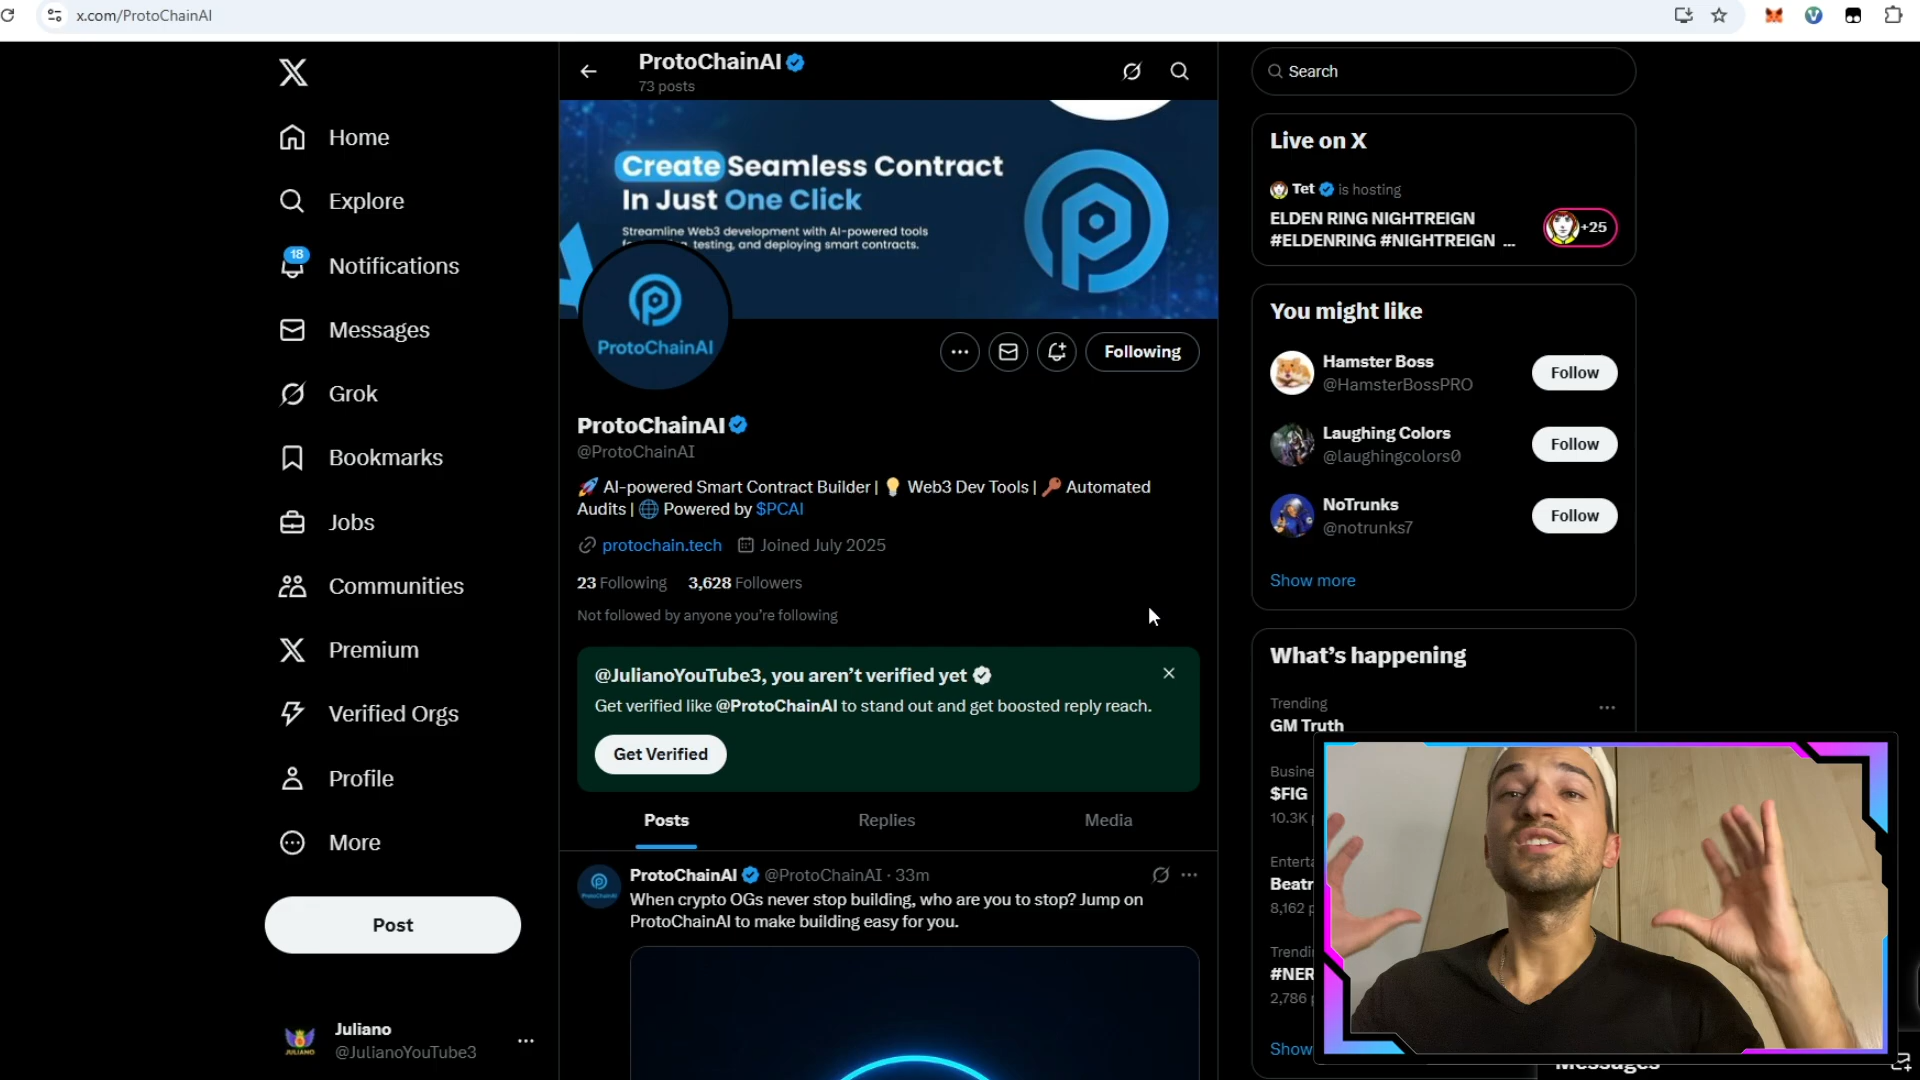 x.com/ProtoChainAI
ProtoChainAI
73 posts
Create Seamless Contract
In Just One Click
Streamline Web3 development with AI-powered tools
testing, and deploying smart contracts.
ProtoChainAI
Following
ProtoChainAI
@ProtoChainAI
🚀 AI-powered Smart Contract Builder | 💡 Web3 Dev Tools | 🔑 Automated
Audits | 🌐 Powered by $PCAI
protochain.tech Joined July 2025
23 Following 3,628 Followers
Not followed by anyone you're following
@JulianoYouTube3, you aren't verified yet
Get verified like @ProtoChainAI to stand out and get boosted reply reach.
Get Verified
Posts Replies Media
ProtoChainAI @ProtoChainAI · 33m
When crypto OGs never stop building, who are you to stop? Jump on
ProtoChainAI to make building easy for you.
Home
Explore
18
Notifications
Messages
Grok
Bookmarks
Jobs
Communities
Premium
Verified Orgs
Profile
More
Post
JULIANO
Juliano
@JulianoYouTube3
Search
Live on X
Tet is hosting
ELDEN RING NIGHTREIGN
#ELDENRING #NIGHTREIGN ...
+25
You might like
Hamster Boss
@HamsterBossPRO
Follow
Laughing Colors
@laughingcolors0
Follow
NoTrunks
@notrunks7
Follow
Show more
What's happening
Trending
GM Truth
Busine
$FIG
10.3K p
Enterta
Beatr
8,162 p
Trendi
#NER
2,786 p
Show
Messages